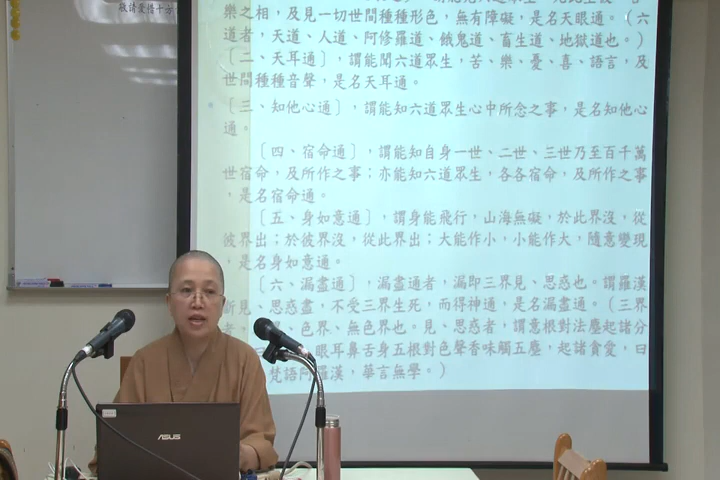 敬請愛惜十方
樂之相，及見一切世間種種形色，無有障礙，是名天眼通。（六
道者，天道、人道、阿修羅道、餓鬼道、畜生道、地獄道也。）
〔二、天耳通〕，謂能聞六道眾生，苦、樂、憂、喜、語言，及
世間種種音聲，是名天耳通。
〔三、知他心通〕，謂能知六道眾生心中所念之事，是名知他心
通。
〔四、宿命通〕，謂能知自身一世、二世、三世乃至百千萬
世宿命，及所作之事；亦能知六道眾生，各各宿命，及所作之事
，是名宿命通。
〔五、身如意通〕，謂身能飛行，山海無礙，於此界沒，從
彼界出；於彼界沒，從此界出；大能作小，小能作大，隨意變現
，是名身如意通。
〔六、漏盡通〕，漏盡通者，漏即三界見、思惑也。謂羅漢
斷見、思惑盡，不受三界生死，而得神通，是名漏盡通。（三界
者，、色界、無色界也。見、思惑者，謂意根對法塵起諸分
眼耳鼻舌身五根對色聲香味觸五塵，起諸貪愛，曰
梵語阿羅漢，華言無學。）
ASUS